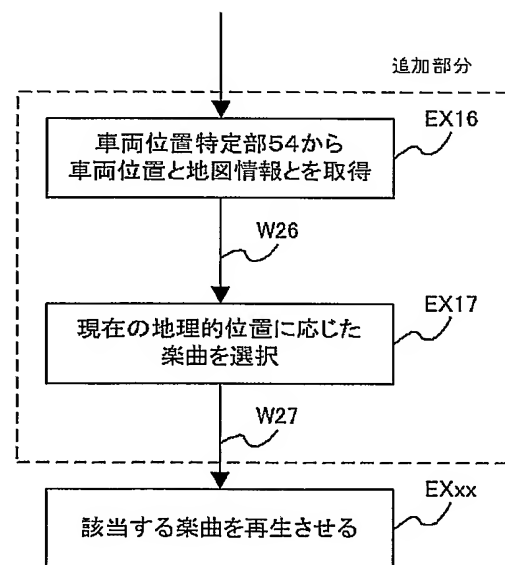 追加部分
EX16
車両位置特定部54から
車両位置と地図情報とを取得
W26
EX17
現在の地理的位置に応じた
楽曲を選択
W27
EXxx
該当する楽曲を再生させる